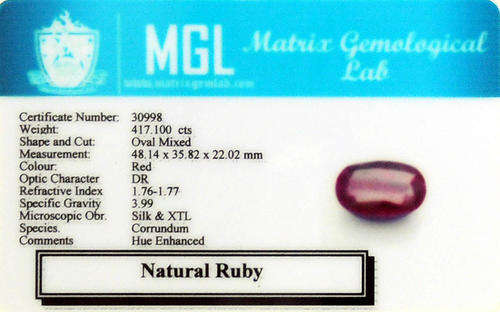 MGL
Matrix Gemological
Lab
www.matrixgemlab.com
Certificate Number: 30998
Weight: 417.100 cts
Shape and Cut: Oval Mixed
Measurement: 48.14 x 35.82 x 22.02 mm
Colour: Red
Optic Character DR
Refractive Index 1.76-1.77
Specific Gravity 3.99
Microscopic Obr. Silk & XTL
Species. Corrundum
Comments Hue Enhanced
Natural Ruby